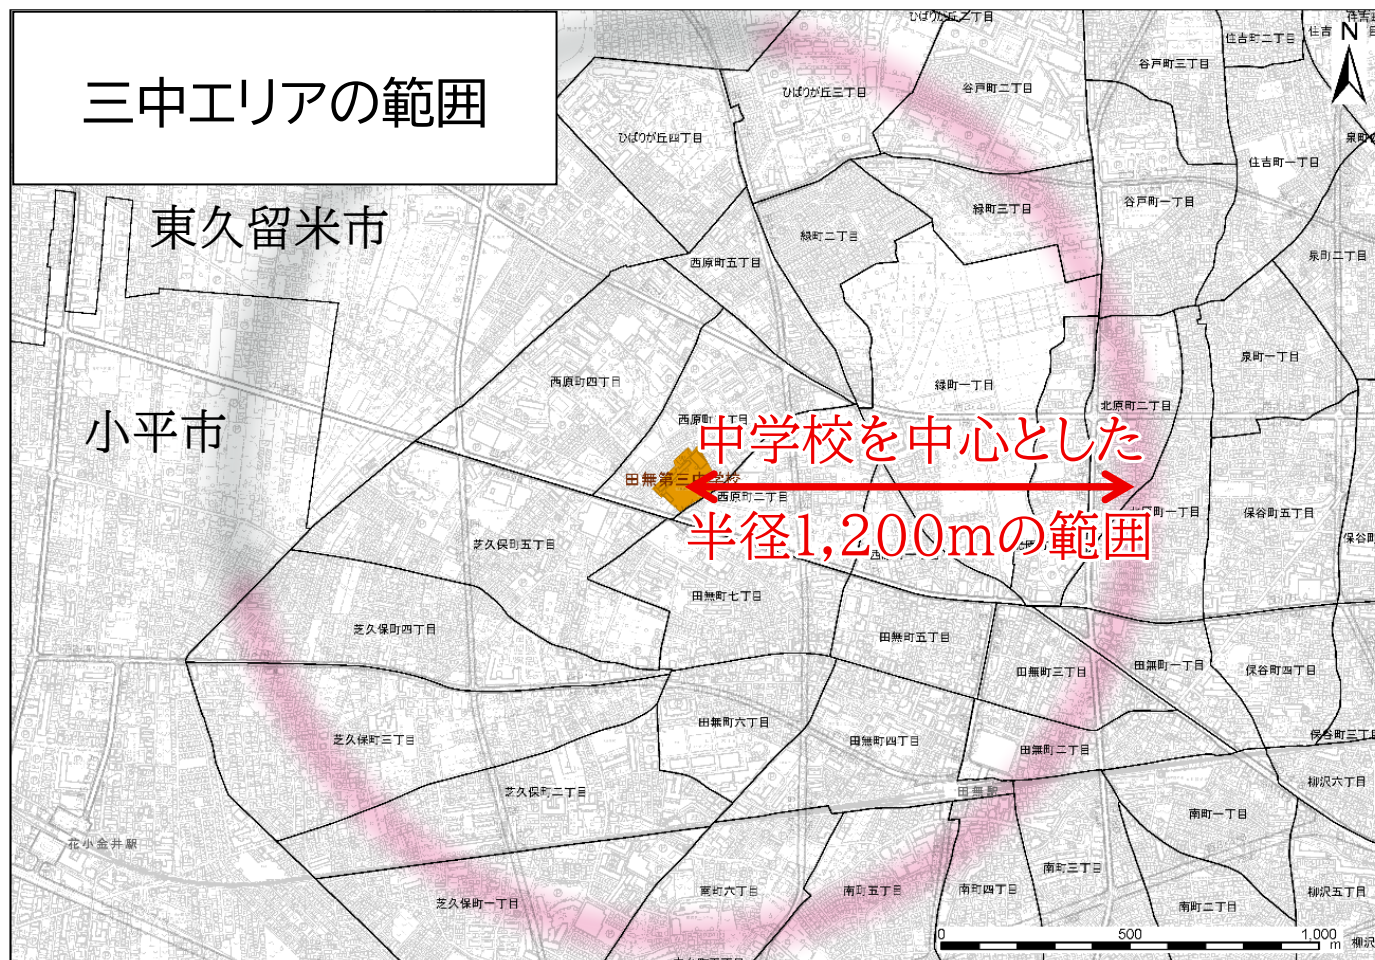 三中エリアの範囲
ひばりが丘二丁目
住吉町二丁目
N
谷戸町三丁目
谷戸町二丁目
ひばりが丘三丁目
ひばりが丘四丁目
住吉町一丁目
谷戸町一丁目
緑町三丁目
東久留米市
緑町二丁目
西原町五丁目
泉町二丁目
泉町一丁目
西原町四丁目
緑町一丁目
北原町二丁目
小平市
中学校を中心とした
田無第三中学校
西原町二丁目
半径1,200mの範囲
保谷町五丁目
芝久保町五丁目
田無町七丁目
芝久保町四丁目
田無町五丁目
田無町三丁目
田無町一丁目
保谷町四丁目
田無町六丁目
田無町四丁目
田無町二丁目
芝久保町三丁目
保谷町三丁目
柳沢六丁目
芝久保町二丁目
田無駅
南町一丁目
花小金井駅
南町三丁目
南町六丁目
南町五丁目
南町四丁目
柳沢五丁目
芝久保町一丁目
南町二丁目
0 500 1,000
m